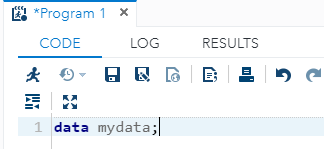 *Program 1 ×
CODE LOG RESULTS
1 data mydata;